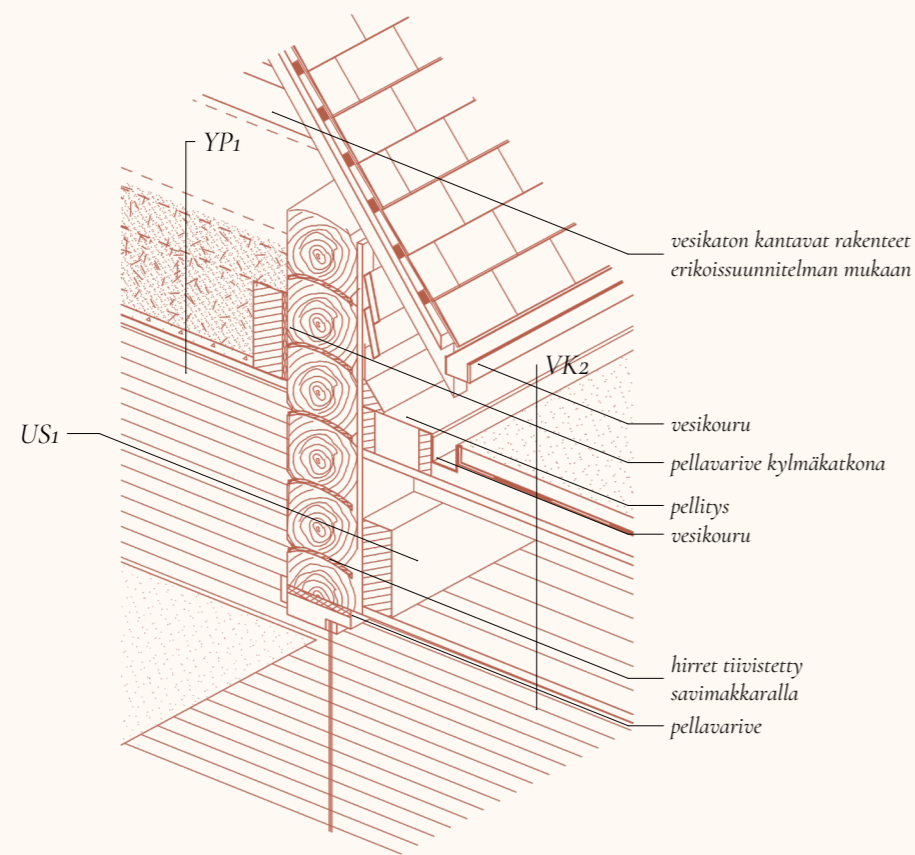 YP1
vesikaton kantavat rakenteet
erikoissuunnitelman mukaan
VK2
vesikouru
US1
pellavarive kylmäkatkona
pellitys
vesikouru
hirret tiivistetty
savimakkaralla
pellavarive